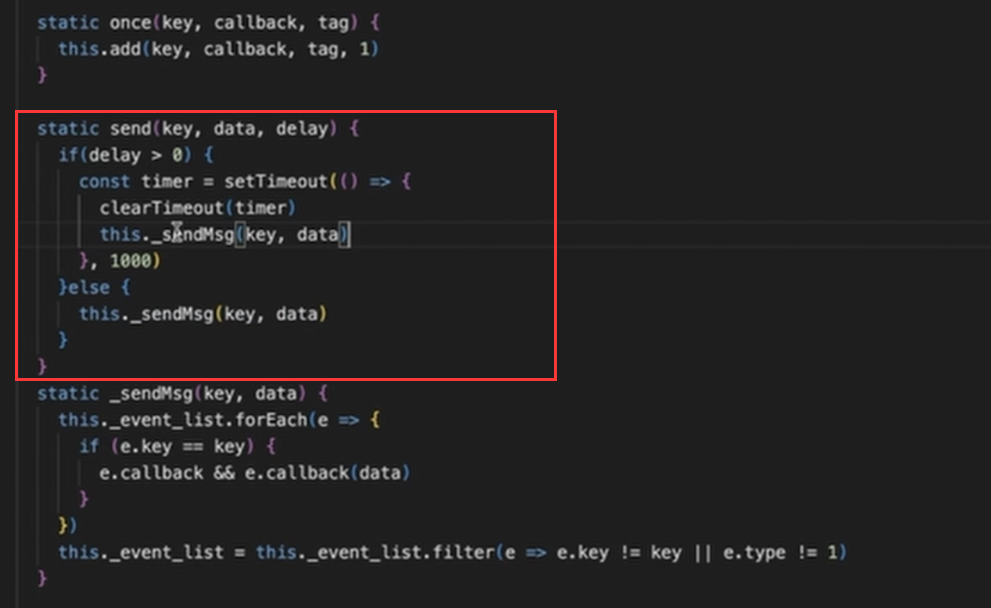 static once(key, callback, tag) {
  this.add(key, callback, tag, 1)
}
static send(key, data, delay) {
  if(delay > 0) {
    const timer = setTimeout(() => {
      clearTimeout(timer)
      this._sendMsg(key, data)
    }, 1000)
  }else {
    this._sendMsg(key, data)
  }
}
static _sendMsg(key, data) {
  this._event_list.forEach(e => {
    if (e.key == key) {
      e.callback && e.callback(data)
    }
  })
  this._event_list = this._event_list.filter(e => e.key != key || e.type != 1)
}